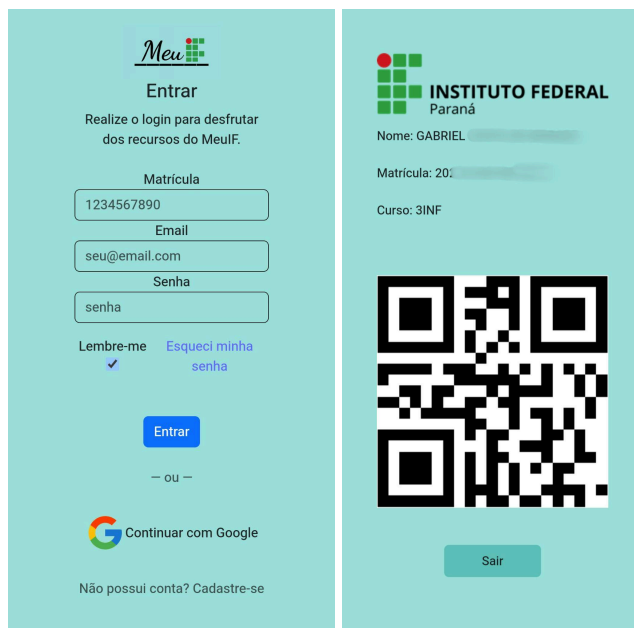 Meu IF
Entrar
Realize o login para desfrutar
dos recursos do MeuIF.
Matrícula
1234567890
Email
seu@email.com
Senha
senha
Lembre-me
Esqueci minha
senha
Entrar
— ou —
Continuar com Google
Não possui conta? Cadastre-se
INSTITUTO FEDERAL
Paraná
Nome: GABRIEL
Matrícula: 202
Curso: 3INF
Sair